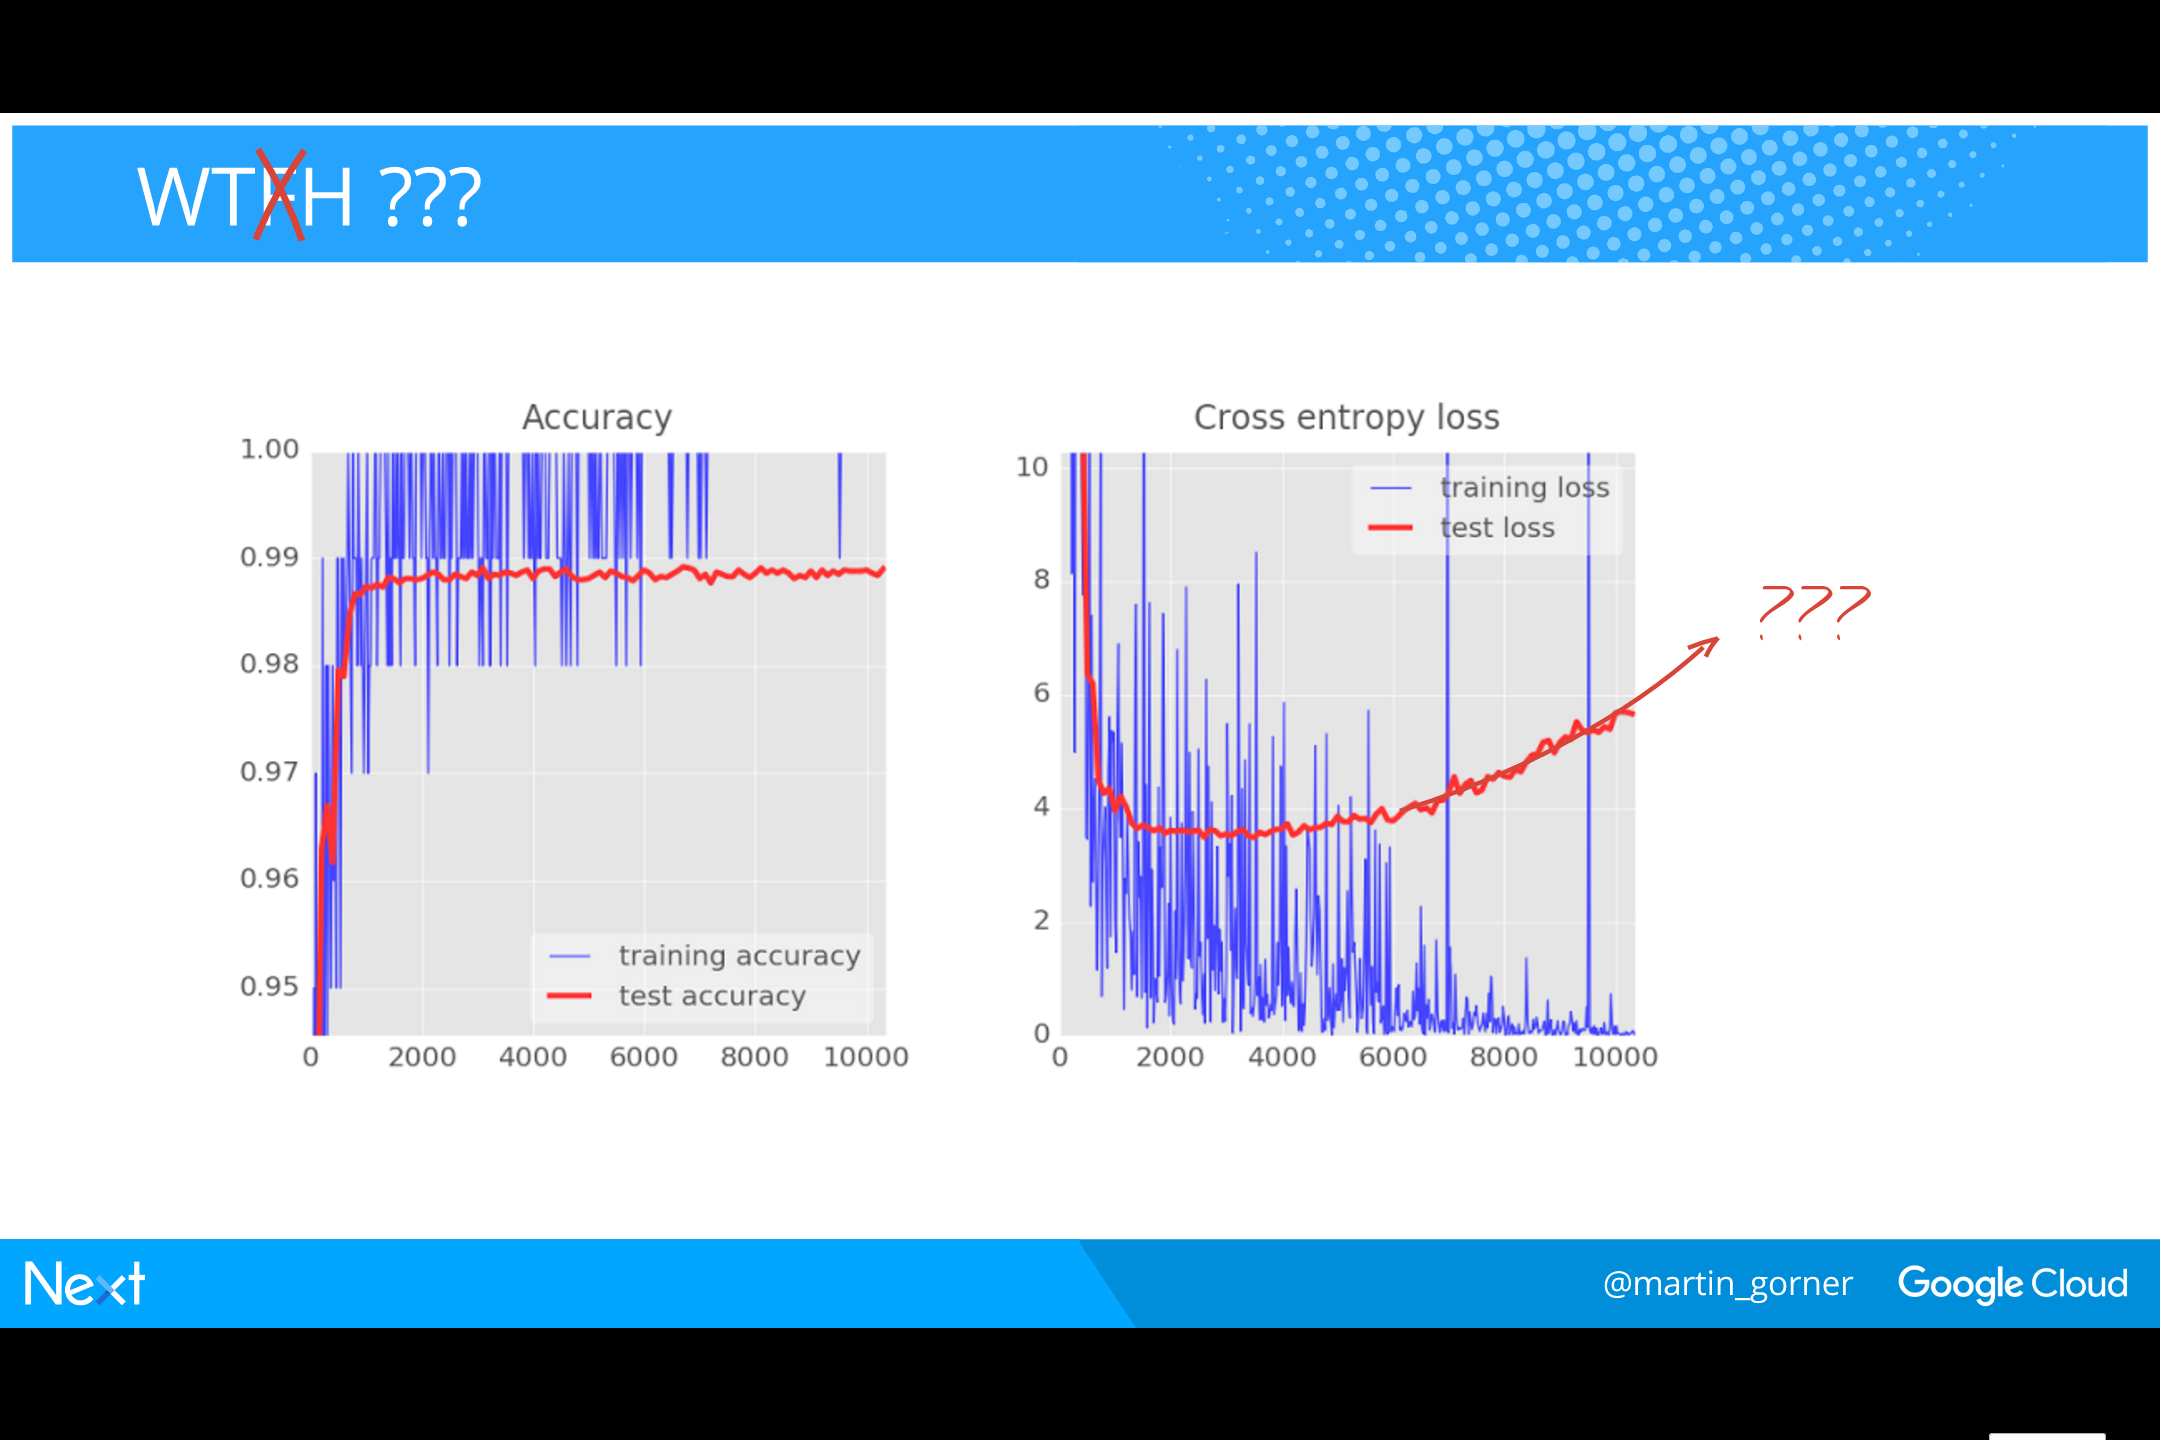 WTFH ???
Accuracy
1.00
0.99
0.98
0.97
0.96
0.95
training accuracy
test accuracy
0 2000 4000 6000 8000 10000
Cross entropy loss
10
8
6
4
2
0
training loss
test loss
0 2000 4000 6000 8000 10000
???
Next
@martin_gorner
Google Cloud